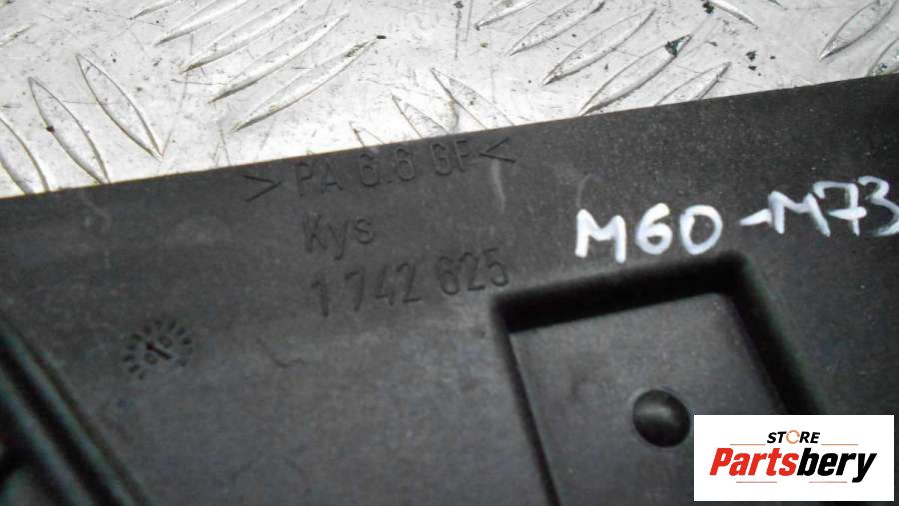 > PA 6.6 GF <
Kys
1 742 625
M60-M73
STORE
Partsbery